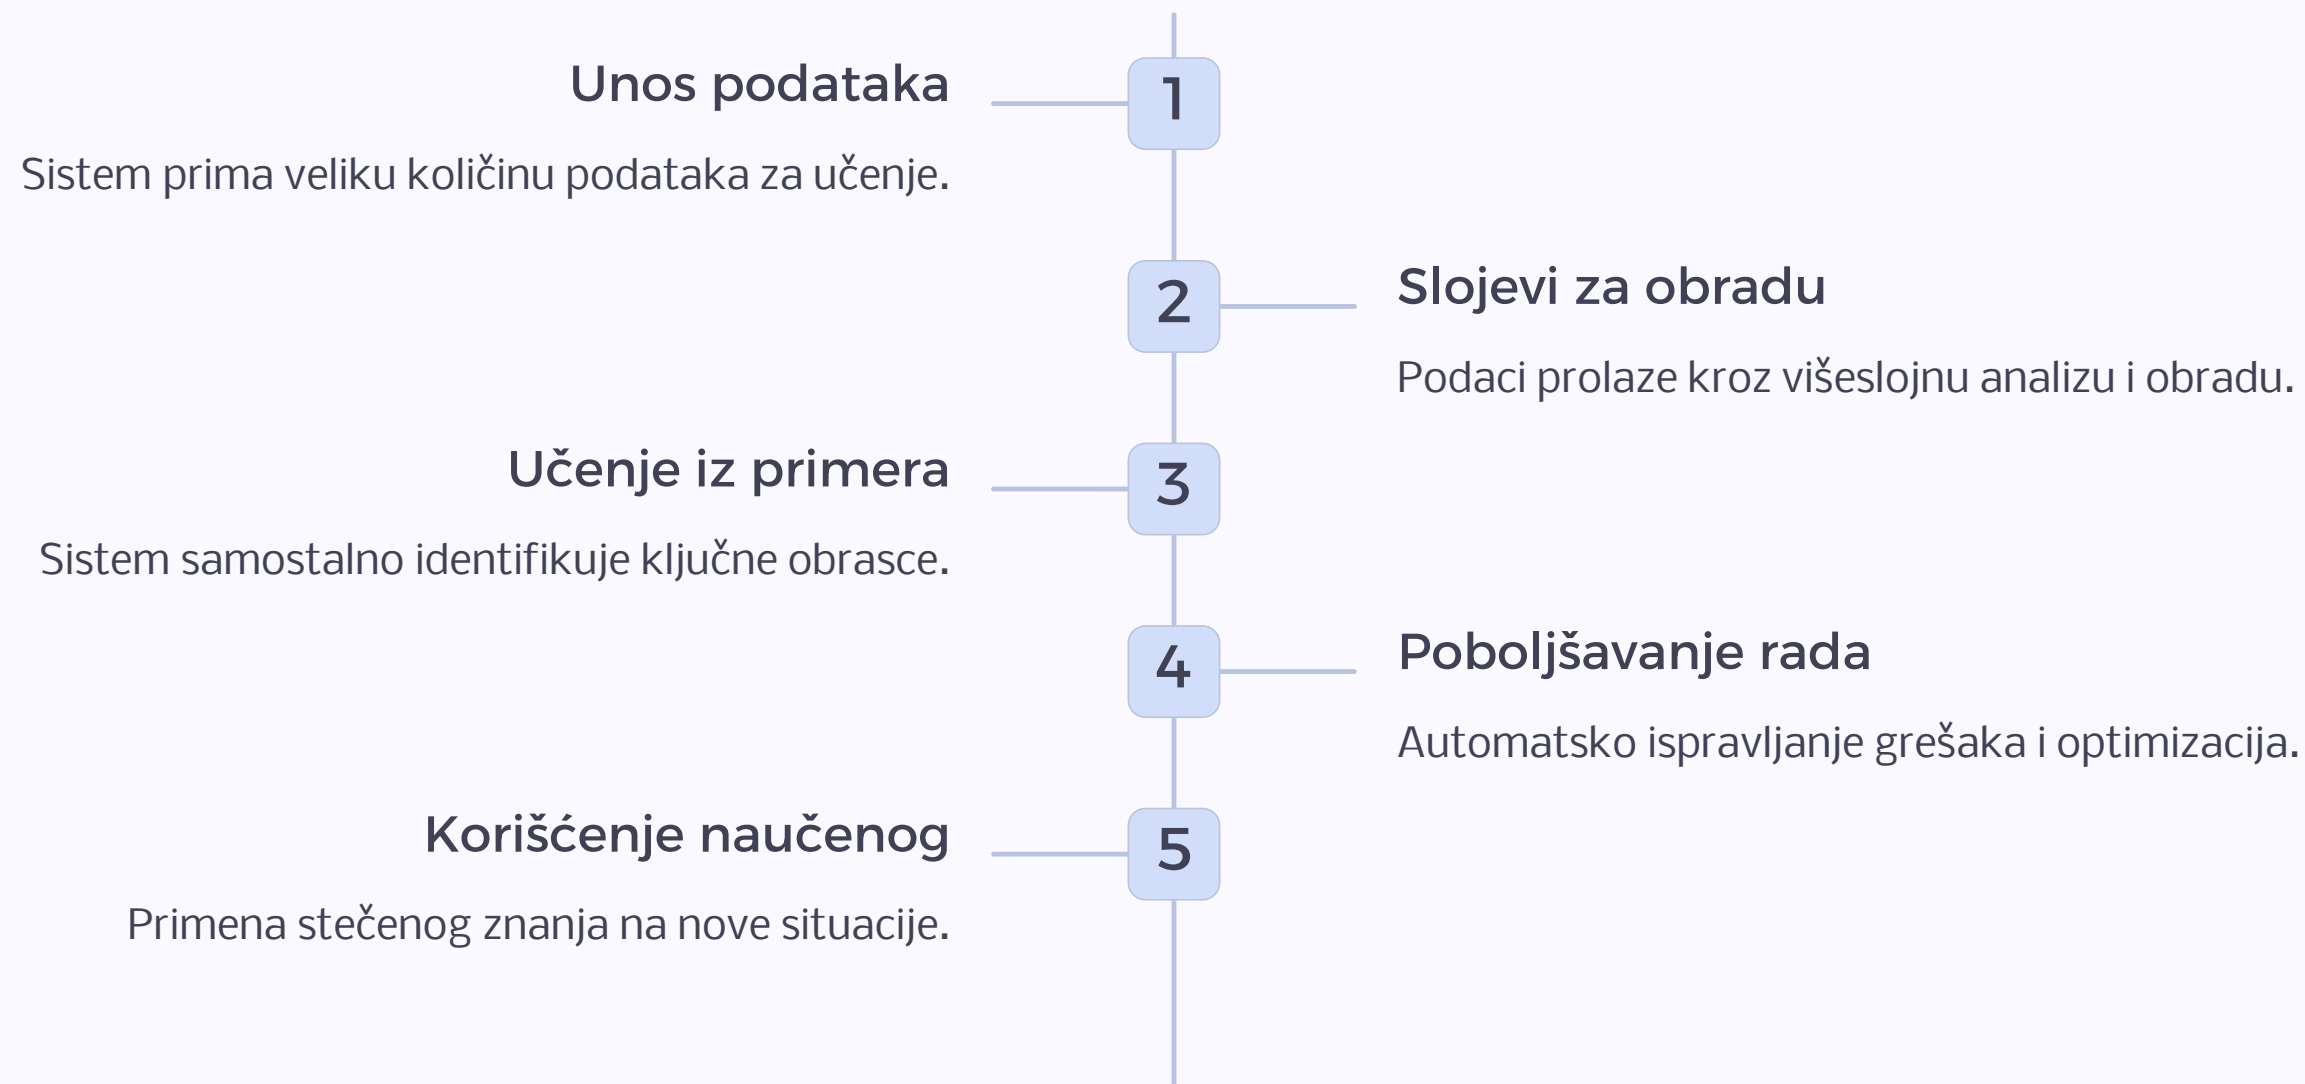 Unos podataka
1
Sistem prima veliku količinu podataka za učenje.
2
Slojevi za obradu
Podaci prolaze kroz višeslojnu analizu i obradu.
Učenje iz primera
3
Sistem samostalno identifikuje ključne obrasce.
4
Poboljšavanje rada
Automatsko ispravljanje grešaka i optimizacija.
Korišćenje naučenog
5
Primena stečenog znanja na nove situacije.